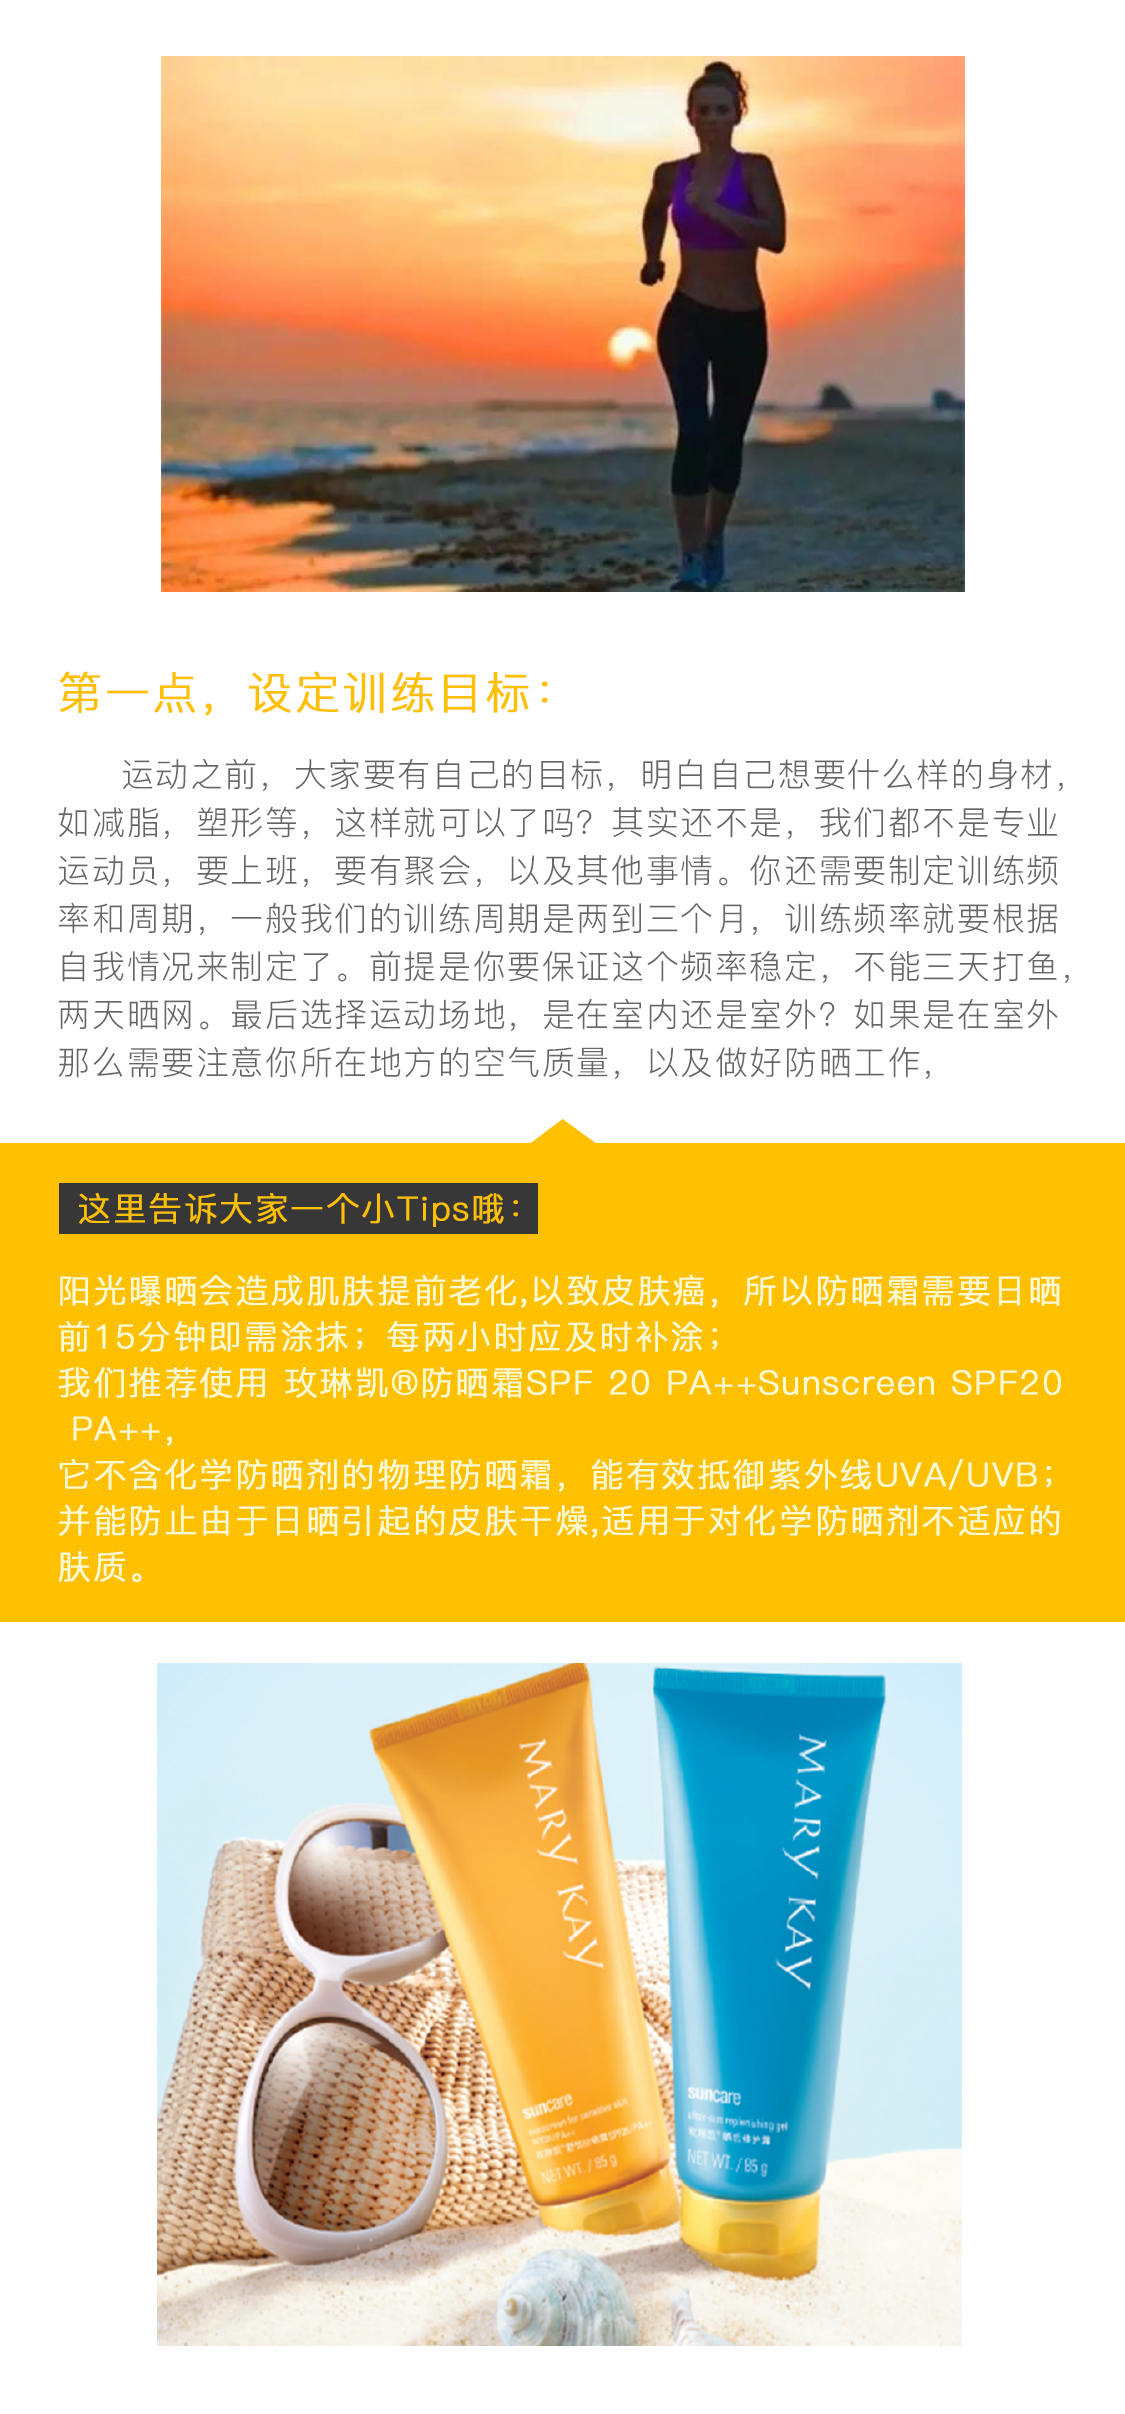 第一点，设定训练目标：
运动之前，大家要有自己的目标，明白自己想要什么样的身材，
如减脂，塑形等，这样就可以了吗？其实还不是，我们都不是专业
运动员，要上班，要有聚会，以及其他事情。你还需要制定训练频
率和周期，一般我们的训练周期是两到三个月，训练频率就要根据
自我情况来制定了。前提是你要保证这个频率稳定，不能三天打鱼，
两天晒网。最后选择运动场地，是在室内还是室外？如果是在室外
那么需要注意你所在地方的空气质量，以及做好防晒工作，
这里告诉大家一个小Tips哦：
阳光曝晒会造成肌肤提前老化,以致皮肤癌，所以防晒霜需要日晒
前15分钟即需涂抹；每两小时应及时补涂；
我们推荐使用 玫琳凯®防晒霜SPF 20 PA++Sunscreen SPF20
PA++，
它不含化学防晒剂的物理防晒霜，能有效抵御紫外线UVA/UVB；
并能防止由于日晒引起的皮肤干燥,适用于对化学防晒剂不适应的
肤质。
MARY KAY
suncare
sunscreen for sensitive skin
NET WT. / 85 g
MARY KAY
suncare
after-sun replenishing gel
玫琳凯®晒后修护露
NET WT. / 85 g